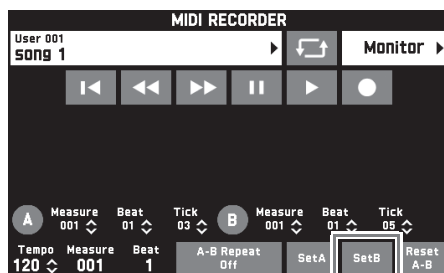 MIDI RECORDER
User 001
song 1
Monitor
A Measure Beat Tick B Measure Beat Tick
001 01 03 001 01 05
Tempo Measure Beat A-B Repeat SetA SetB Reset
120 001 1 Off A-B